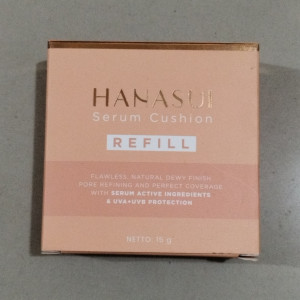 HANASUI
Serum Cushion
REFILL
FLAWLESS, NATURAL DEWY FINISH
PORE REFINING AND PERFECT COVERAGE
WITH SERUM ACTIVE INGREDIENTS
& UVA+UVB PROTECTION
NETTO: 15 g